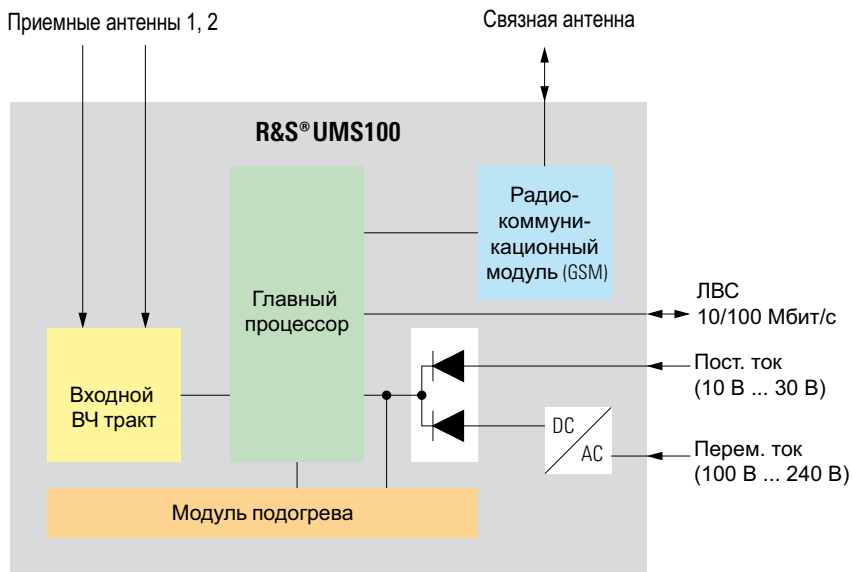 Приемные антенны 1, 2
Связная антенна
R&S® UMS100
Радио-
коммуни-
кационный
модуль (GSM)
Главный
процессор
ЛВС
10/100 Мбит/с
Входной
ВЧ тракт
Пост. ток
(10 В ... 30 В)
DC
AC
Перем. ток
(100 В ... 240 В)
Модуль подогрева